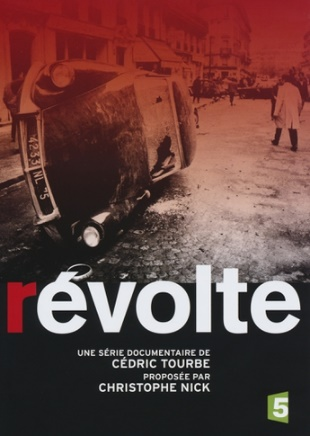 révolte
UNE SÉRIE DOCUMENTAIRE DE
CÉDRIC TOURBE
PROPOSÉE PAR
CHRISTOPHE NICK
5